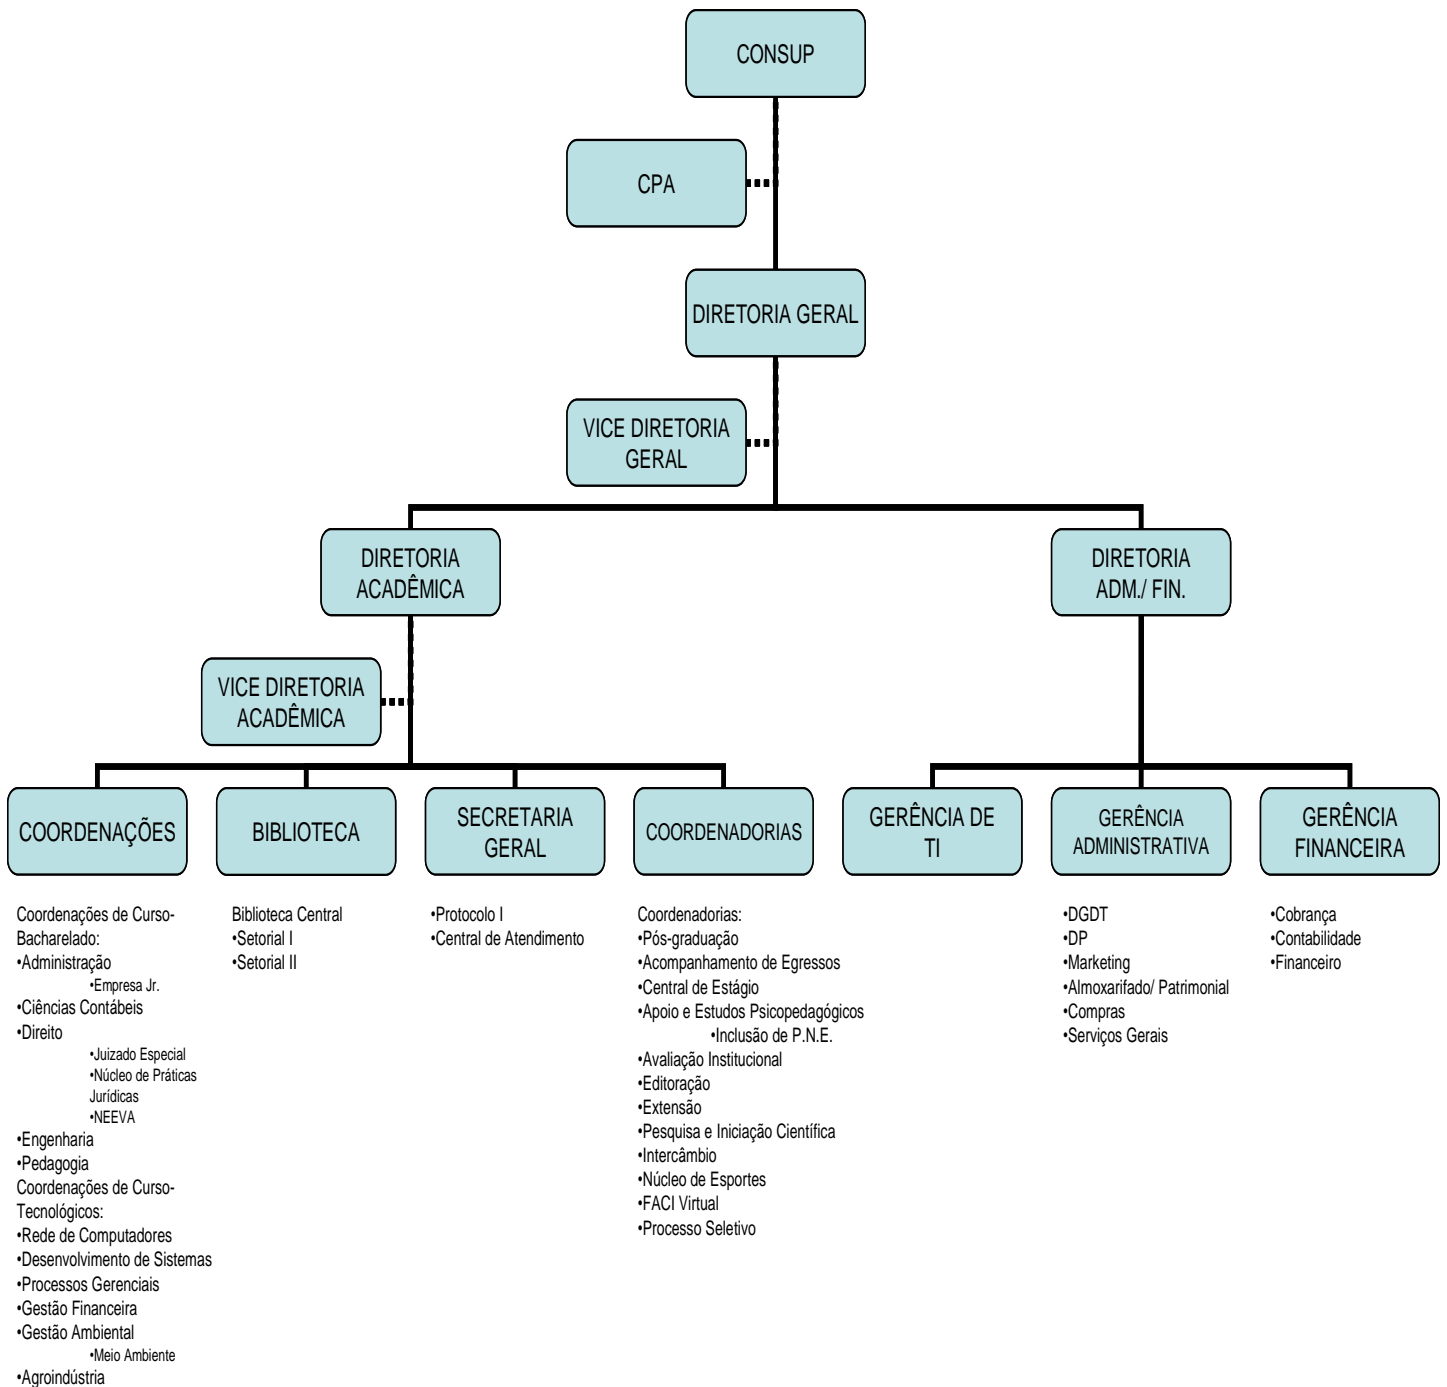 CONSUP
CPA
DIRETORIA GERAL
VICE DIRETORIA
GERAL
DIRETORIA
ACADÊMICA
DIRETORIA
ADM./ FIN.
VICE DIRETORIA
ACADÊMICA
COORDENAÇÕES
BIBLIOTECA
SECRETARIA
GERAL
COORDENADORIAS
GERÊNCIA DE
TI
GERÊNCIA
ADMINISTRATIVA
GERÊNCIA
FINANCEIRA
Coordenações de Curso-
Bacharelado:
•Administração
•Empresa Jr.
•Ciências Contábeis
•Direito
•Juizado Especial
•Núcleo de Práticas
Jurídicas
•NEEVA
•Engenharia
•Pedagogia
Coordenações de Curso-
Tecnológicos:
•Rede de Computadores
•Desenvolvimento de Sistemas
•Processos Gerenciais
•Gestão Financeira
•Gestão Ambiental
•Meio Ambiente
•Agroindústria
Biblioteca Central
•Setorial I
•Setorial II
•Protocolo I
•Central de Atendimento
Coordenadorias:
•Pós-graduação
•Acompanhamento de Egressos
•Central de Estágio
•Apoio e Estudos Psicopedagógicos
•Inclusão de P.N.E.
•Avaliação Institucional
•Editoração
•Extensão
•Pesquisa e Iniciação Científica
•Intercâmbio
•Núcleo de Esportes
•FACI Virtual
•Processo Seletivo
•DGDT
•DP
•Marketing
•Almoxarifado/ Patrimonial
•Compras
•Serviços Gerais
•Cobrança
•Contabilidade
•Financeiro